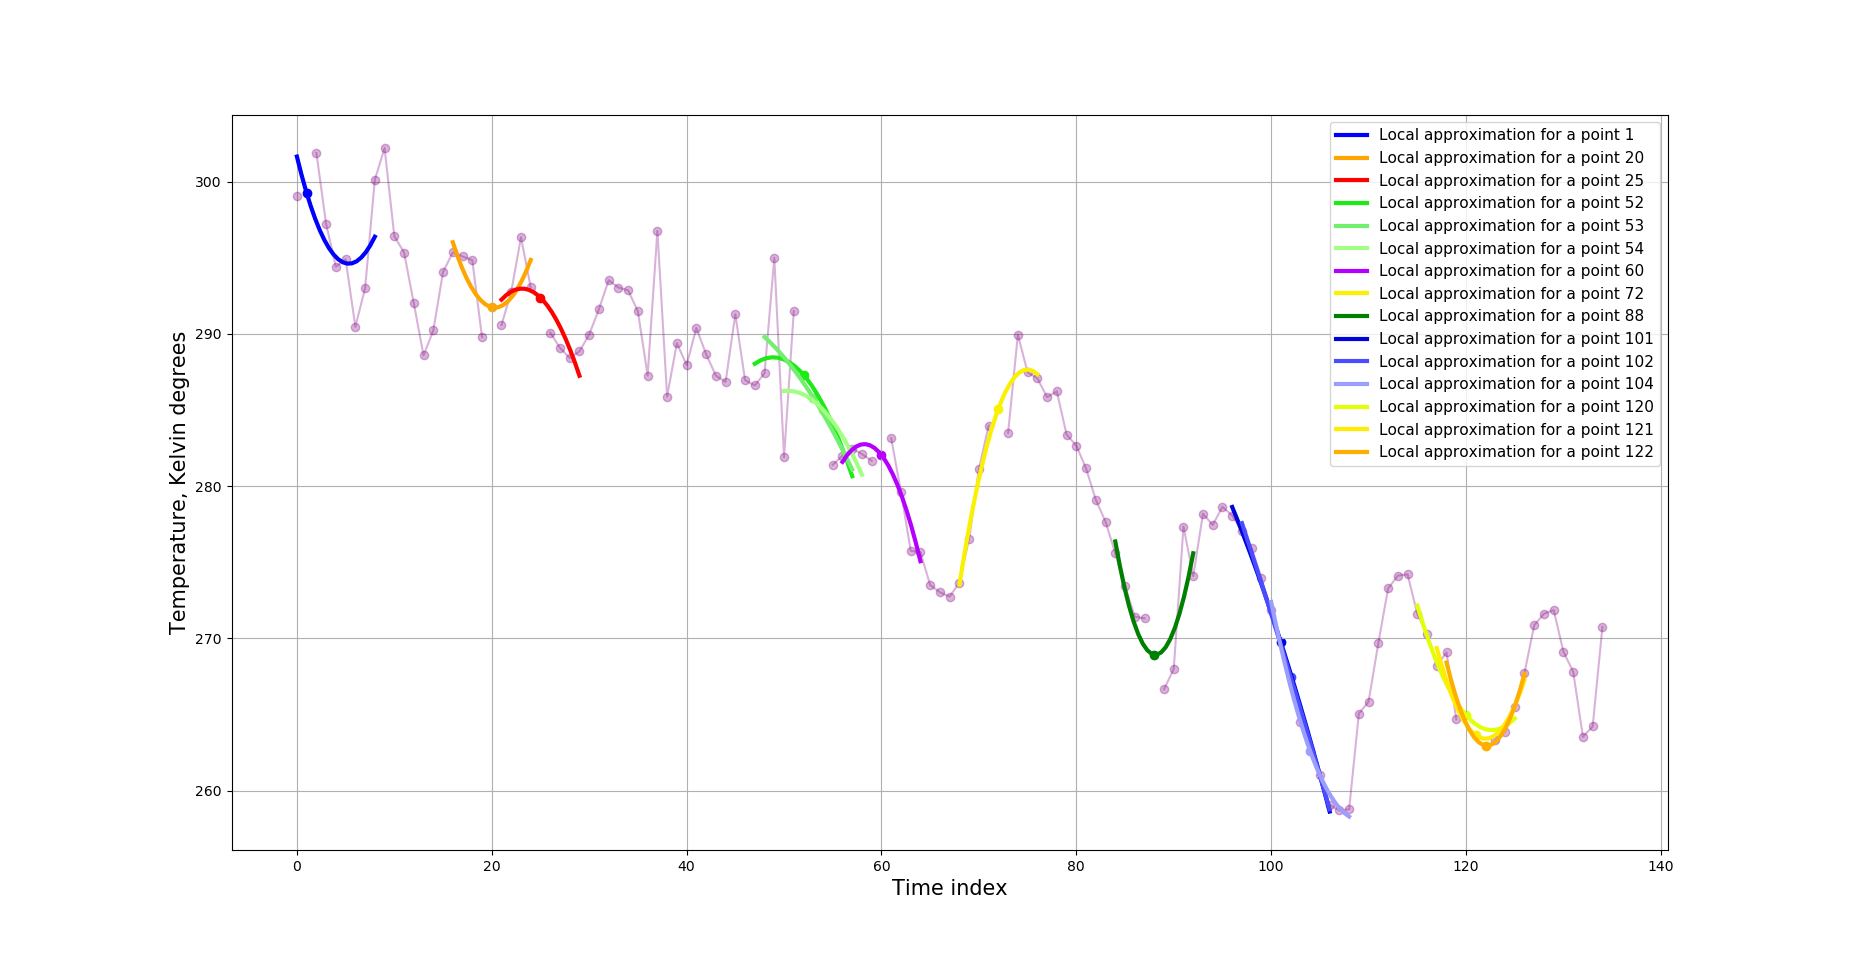 Local approximation for a point 1
Local approximation for a point 20
Local approximation for a point 25
Local approximation for a point 52
Local approximation for a point 53
Local approximation for a point 54
Local approximation for a point 60
Local approximation for a point 72
Local approximation for a point 88
Local approximation for a point 101
Local approximation for a point 102
Local approximation for a point 104
Local approximation for a point 120
Local approximation for a point 121
Local approximation for a point 122
Temperature, Kelvin degrees
300
290
280
270
260
0 20 40 60 80 100 120 140
Time index